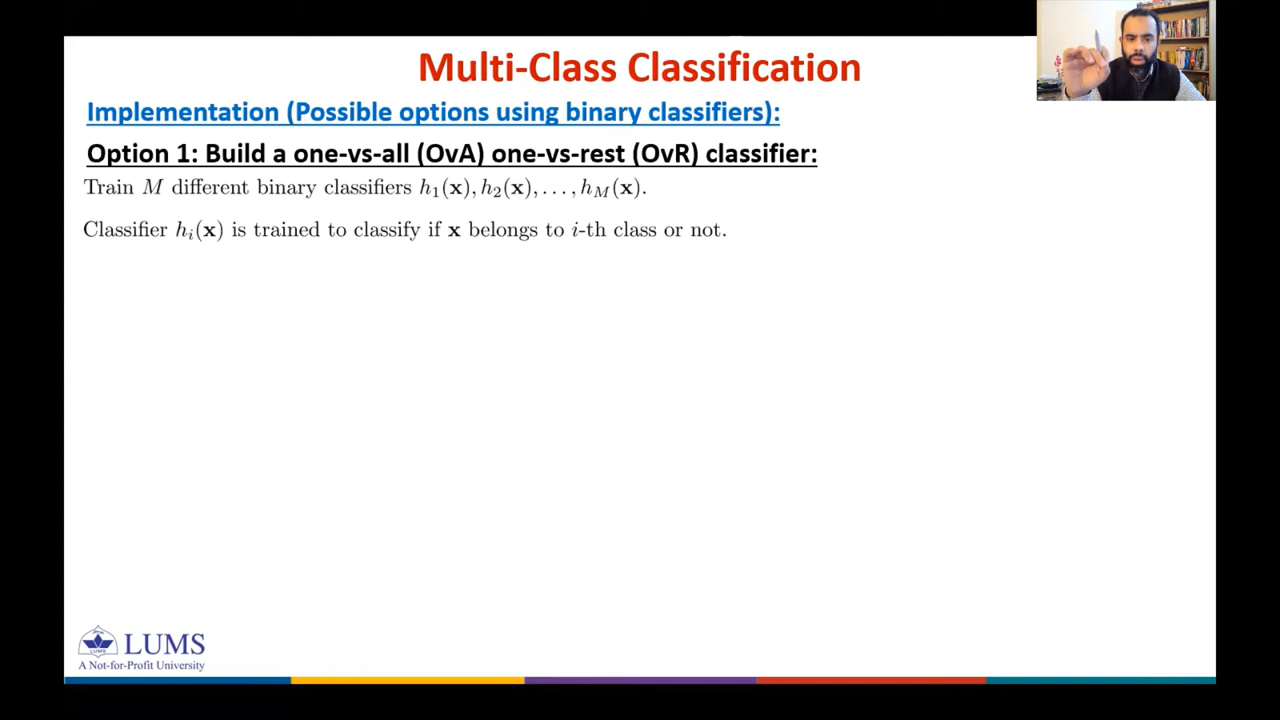 Multi-Class Classification
Implementation (Possible options using binary classifiers):
Option 1: Build a one-vs-all (OvA) one-vs-rest (OvR) classifier:
Train M different binary classifiers h₁(x), h₂(x), . . . , h_M(x).
Classifier hᵢ(x) is trained to classify if x belongs to i-th class or not.
LUMS
A Not-for-Profit University